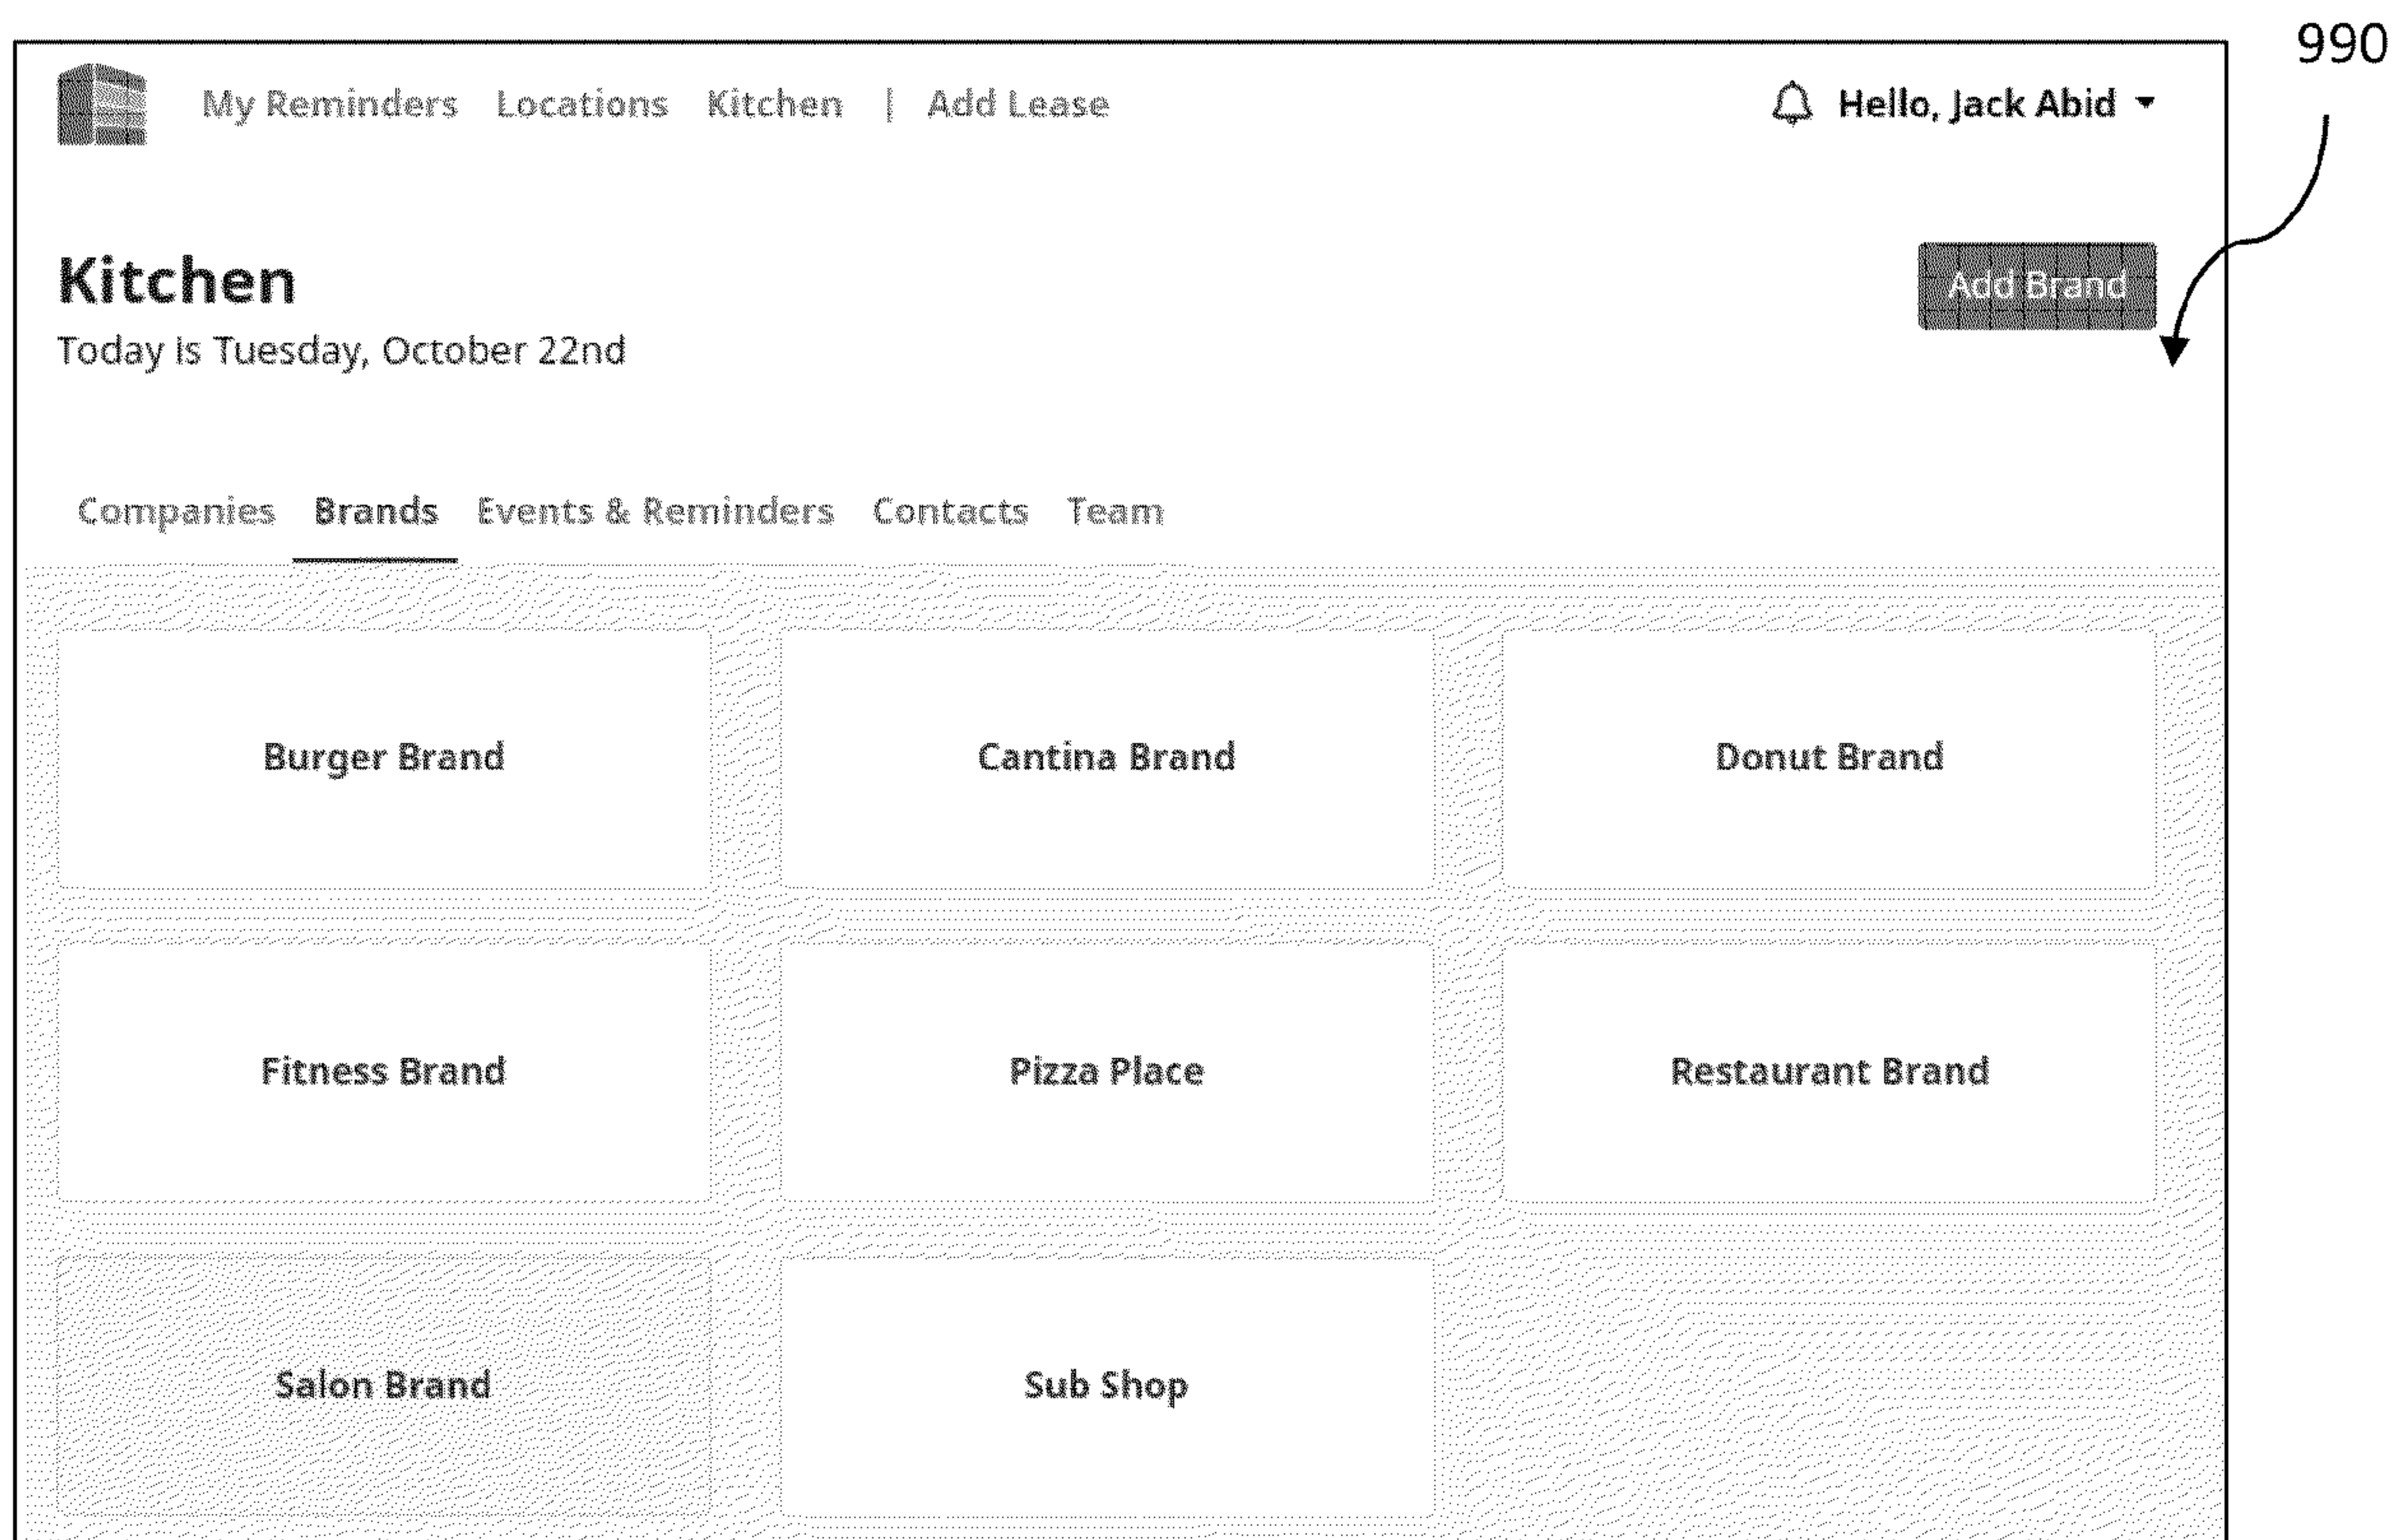 990
My Reminders Locations Kitchen | Add Lease Hello, Jack Abid
Kitchen
Add Brand
Today is Tuesday, October 22nd
Companies Brands Events & Reminders Contacts Team
Burger Brand Cantina Brand Donut Brand
Fitness Brand Pizza Place Restaurant Brand
Salon Brand Sub Shop